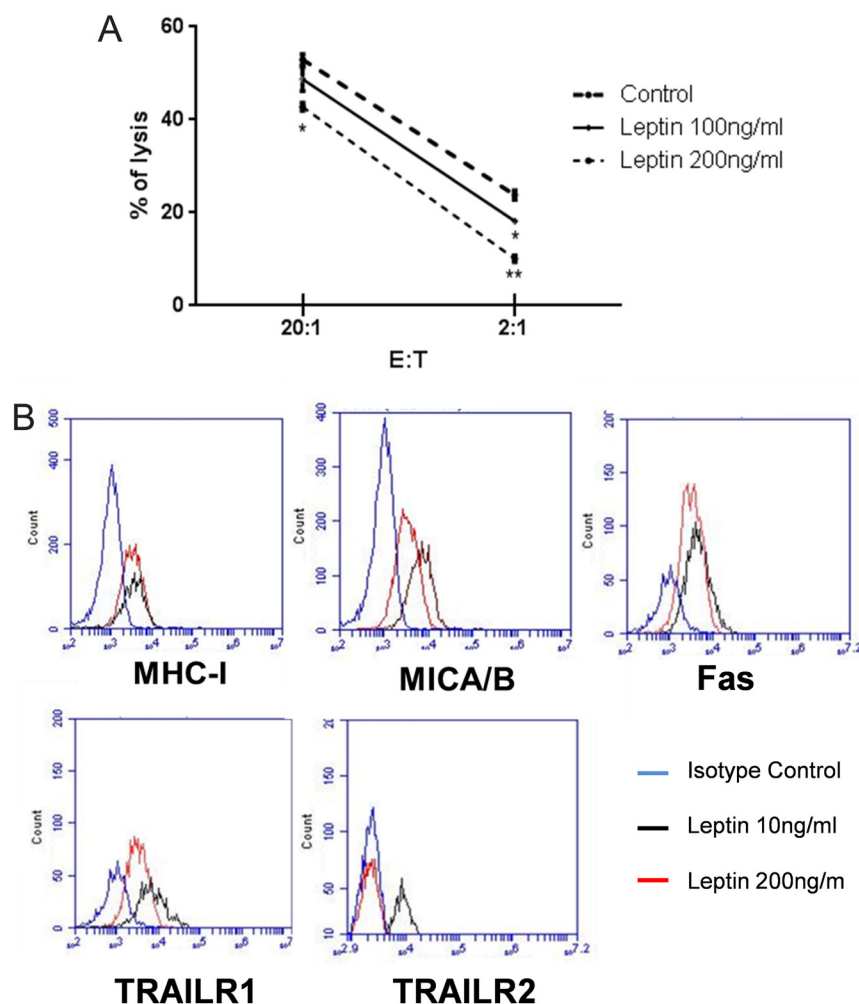 A
60
40
20
0
% of lysis
20:1
2:1
E:T
*
*
**
Control
Leptin 100ng/ml
Leptin 200ng/ml
B
500
400
200
100
0
Count
MHC-I
400
300
200
100
0
Count
MICA/B
150
100
50
0
Count
Fas
200
150
100
50
0
Count
TRAILR1
200
150
100
50
10
Count
TRAILR2
Isotype Control
Leptin 10ng/ml
Leptin 200ng/m